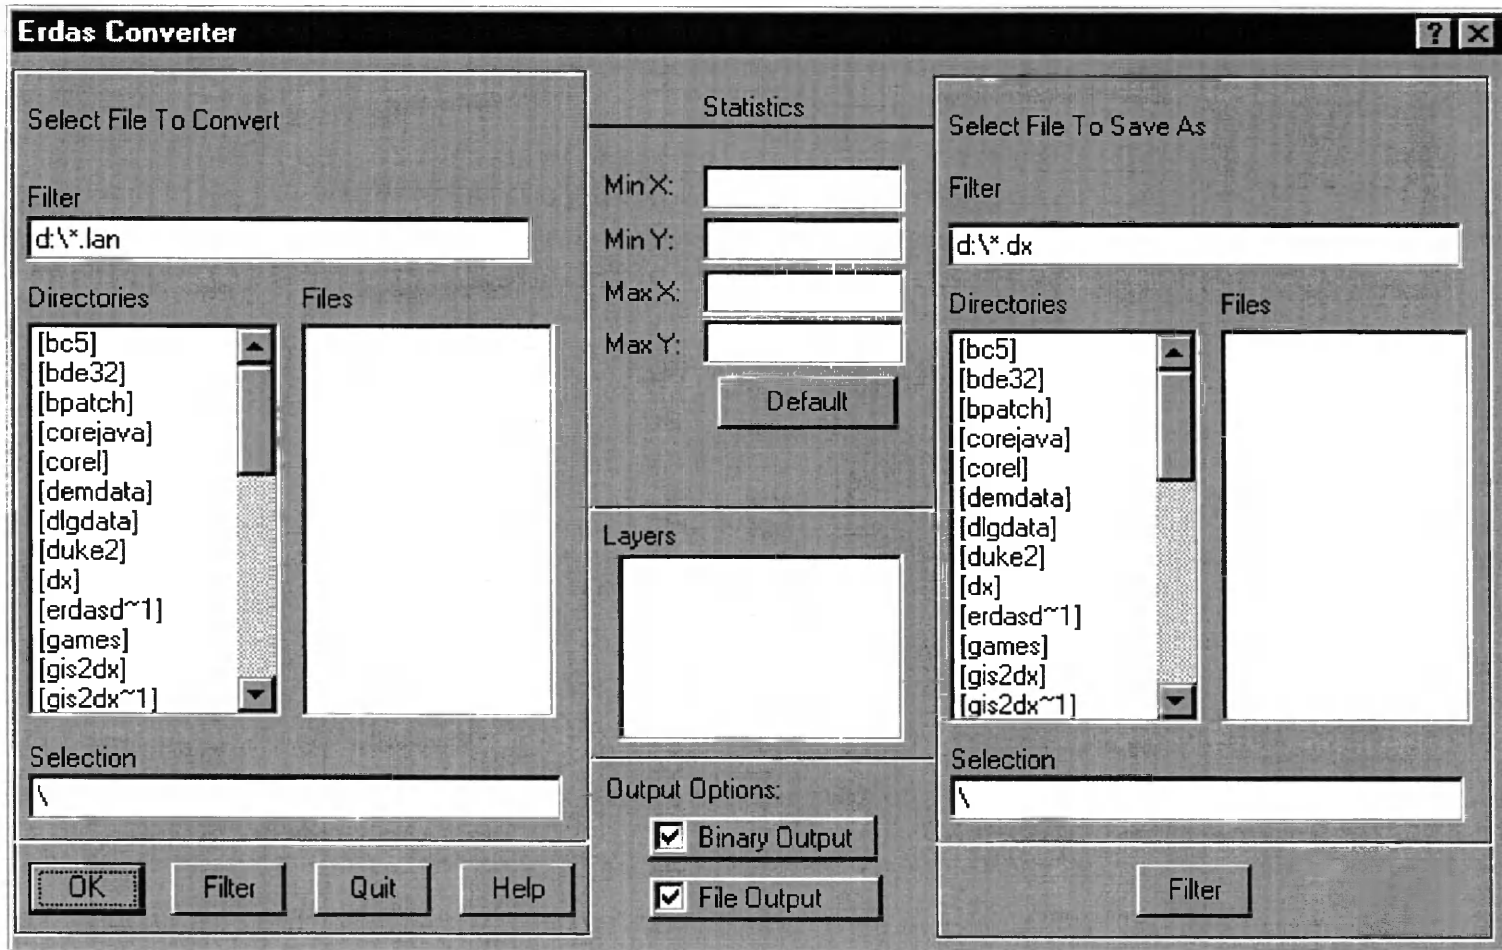 Erdas Converter
Select File To Convert
Filter
d:\*.lan
Directories
Files
[bc5]
[bde32]
[bpatch]
[corejava]
[corel]
[demdata]
[dlgdata]
[duke2]
[dx]
[erdasd~1]
[games]
[gis2dx]
[gis2dx~1]
Selection
\
OK
Filter
Quit
Help
Statistics
Min X:
Min Y:
Max X:
Max Y:
Default
Layers
Output Options:
Binary Output
File Output
Select File To Save As
Filter
d:\*.dx
Directories
Files
[bc5]
[bde32]
[bpatch]
[corejava]
[corel]
[demdata]
[dlgdata]
[duke2]
[dx]
[erdasd~1]
[games]
[gis2dx]
[gis2dx~1]
Selection
\
Filter